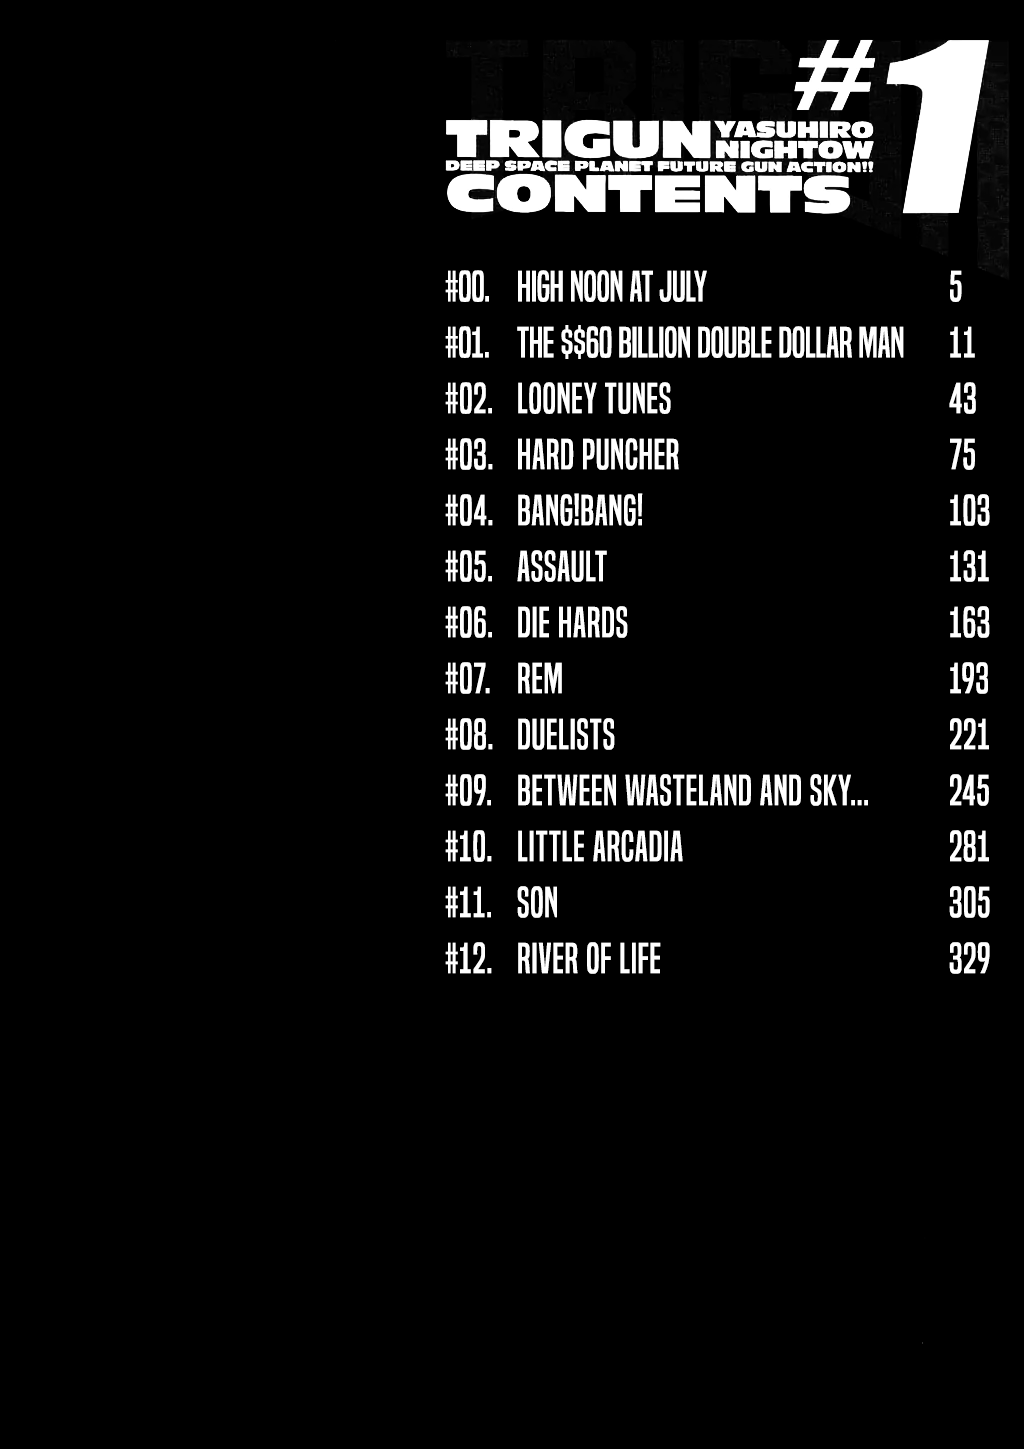 #1
TRIGUN YASUHIRO NIGHTOW
DEEP SPACE PLANET FUTURE GUN ACTION!!
CONTENTS
#00. HIGH NOON AT JULY 5
#01. THE $$60 BILLION DOUBLE DOLLAR MAN 11
#02. LOONEY TUNES 43
#03. HARD PUNCHER 75
#04. BANG!BANG! 103
#05. ASSAULT 131
#06. DIE HARDS 163
#07. REM 193
#08. DUELISTS 221
#09. BETWEEN WASTELAND AND SKY... 245
#10. LITTLE ARCADIA 281
#11. SON 305
#12. RIVER OF LIFE 329